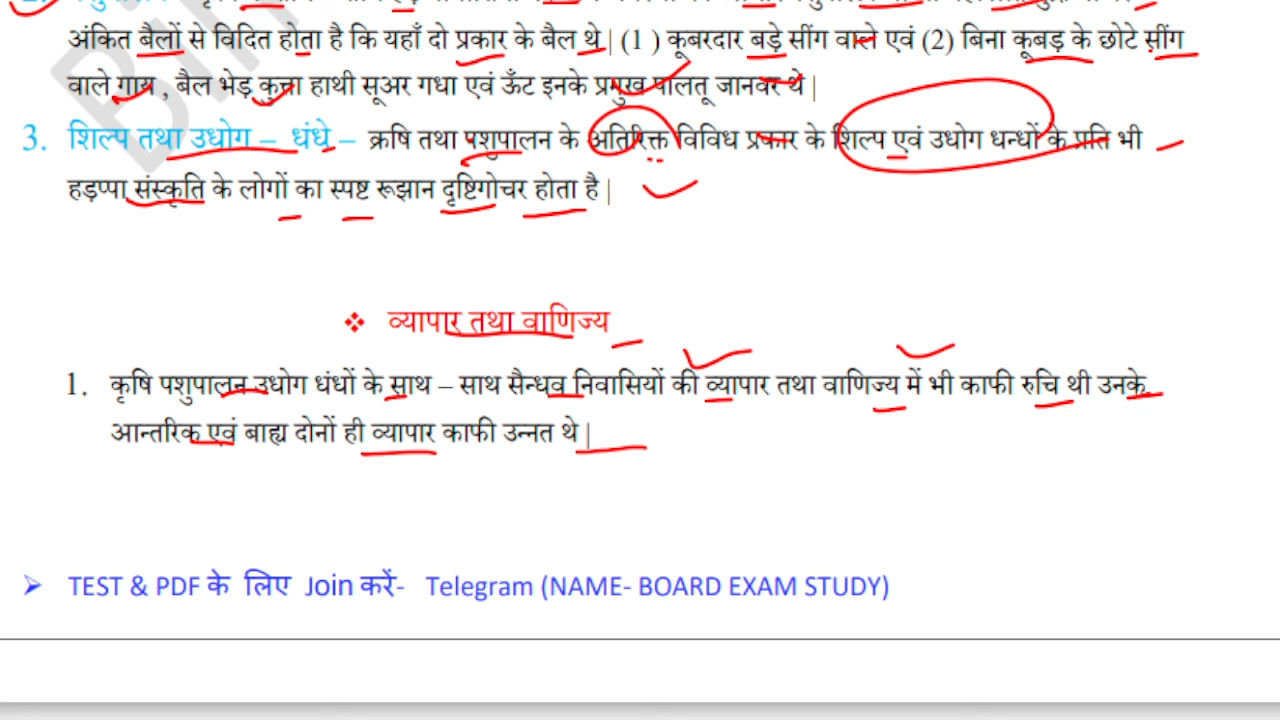 अंकित बैलों से विदित होता है कि यहाँ दो प्रकार के बैल थे | (1 ) कूबरदार बड़े सींग वाले एवं (2) बिना कूबड़ के छोटे सींग
वाले गाय , बैल भेड़ कुत्ता हाथी सूअर गधा एवं ऊँट इनके प्रमुख पालतू जानवर थे |
3. शिल्प तथा उधोग – धंधे – क्रषि तथा पशुपालन के अतिरिक्त विविध प्रकार के शिल्प एवं उधोग धन्धों के प्रति भी
हड़प्पा संस्कृति के लोगों का स्पष्ट रूझान दृष्टिगोचर होता है |
❖ व्यापार तथा वाणिज्य
1. कृषि पशुपालन उधोग धंधों के साथ – साथ सैन्धव निवासियों की व्यापार तथा वाणिज्य में भी काफी रुचि थी उनके
आन्तरिक एवं बाह्य दोनों ही व्यापार काफी उन्नत थे |
➢ TEST & PDF के लिए Join करें- Telegram (NAME- BOARD EXAM STUDY)